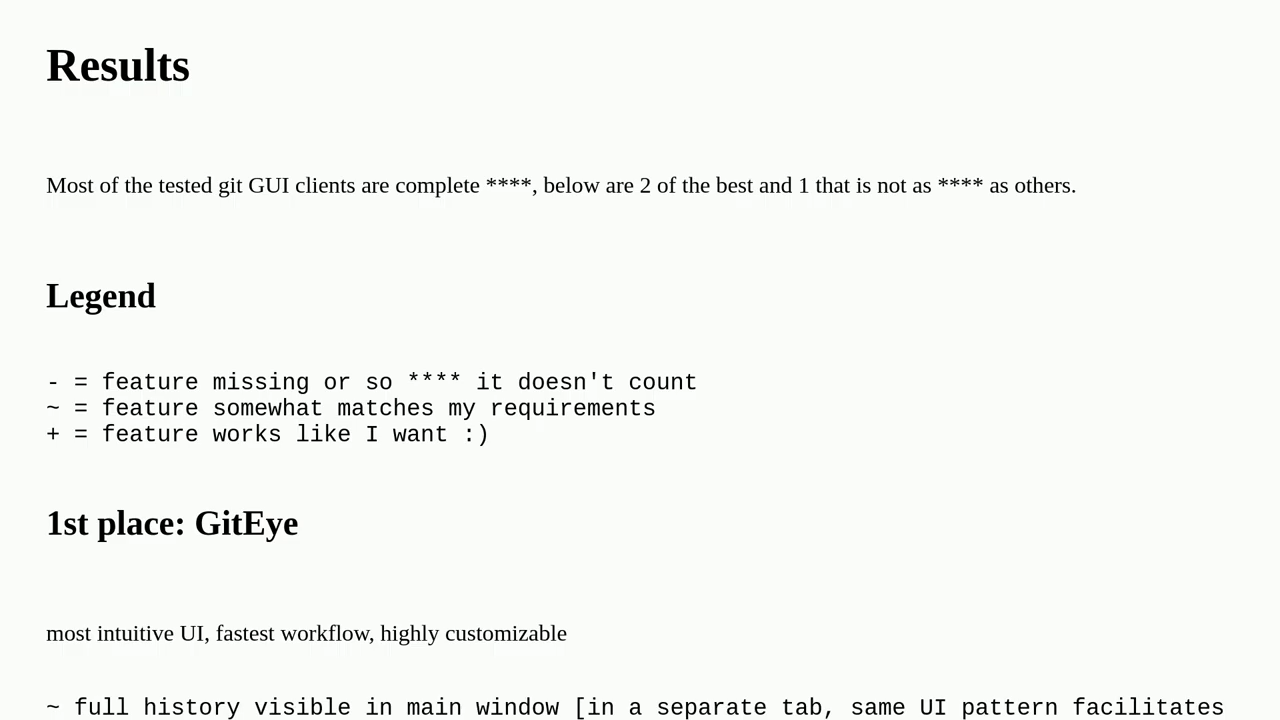 Results
Most of the tested git GUI clients are complete ****, below are 2 of the best and 1 that is not as **** as others.
Legend
- = feature missing or so **** it doesn't count
~ = feature somewhat matches my requirements
+ = feature works like I want :)
1st place: GitEye
most intuitive UI, fastest workflow, highly customizable
~ full history visible in main window [in a separate tab, same UI pattern facilitates